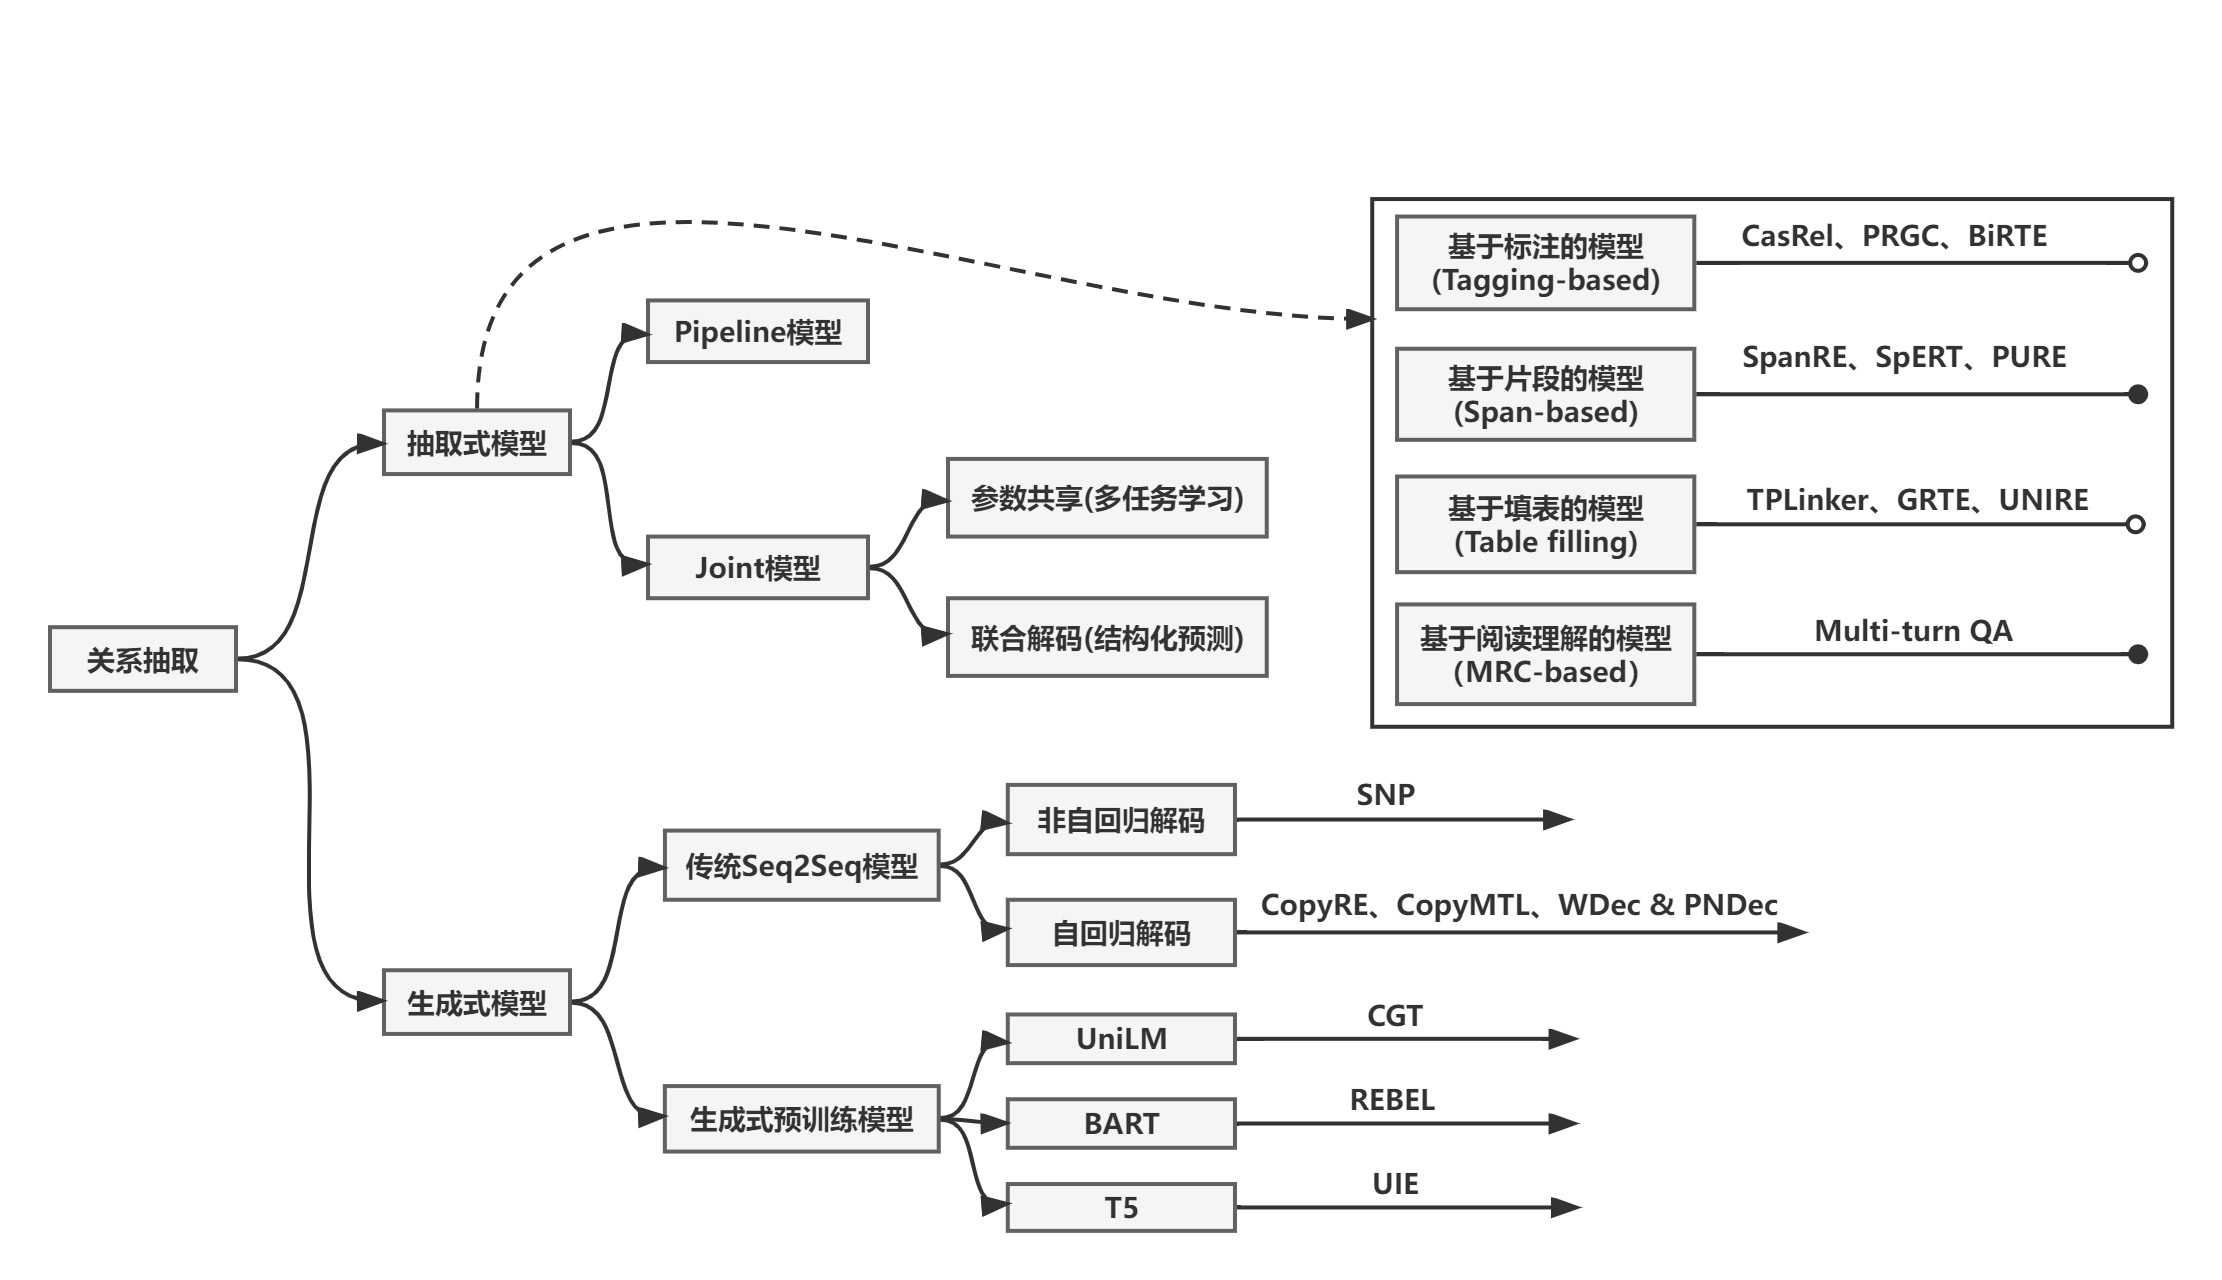 关系抽取
抽取式模型
Pipeline模型
Joint模型
参数共享(多任务学习)
联合解码(结构化预测)
基于标注的模型
(Tagging-based)
CasRel、PRGC、BiRTE
基于片段的模型
(Span-based)
SpanRE、SpERT、PURE
基于填表的模型
(Table filling)
TPLinker、GRTE、UNIRE
基于阅读理解的模型
(MRC-based)
Multi-turn QA
生成式模型
传统Seq2Seq模型
非自回归解码
SNP
自回归解码
CopyRE、CopyMTL、WDec & PNDec
生成式预训练模型
UniLM
CGT
BART
REBEL
T5
UIE